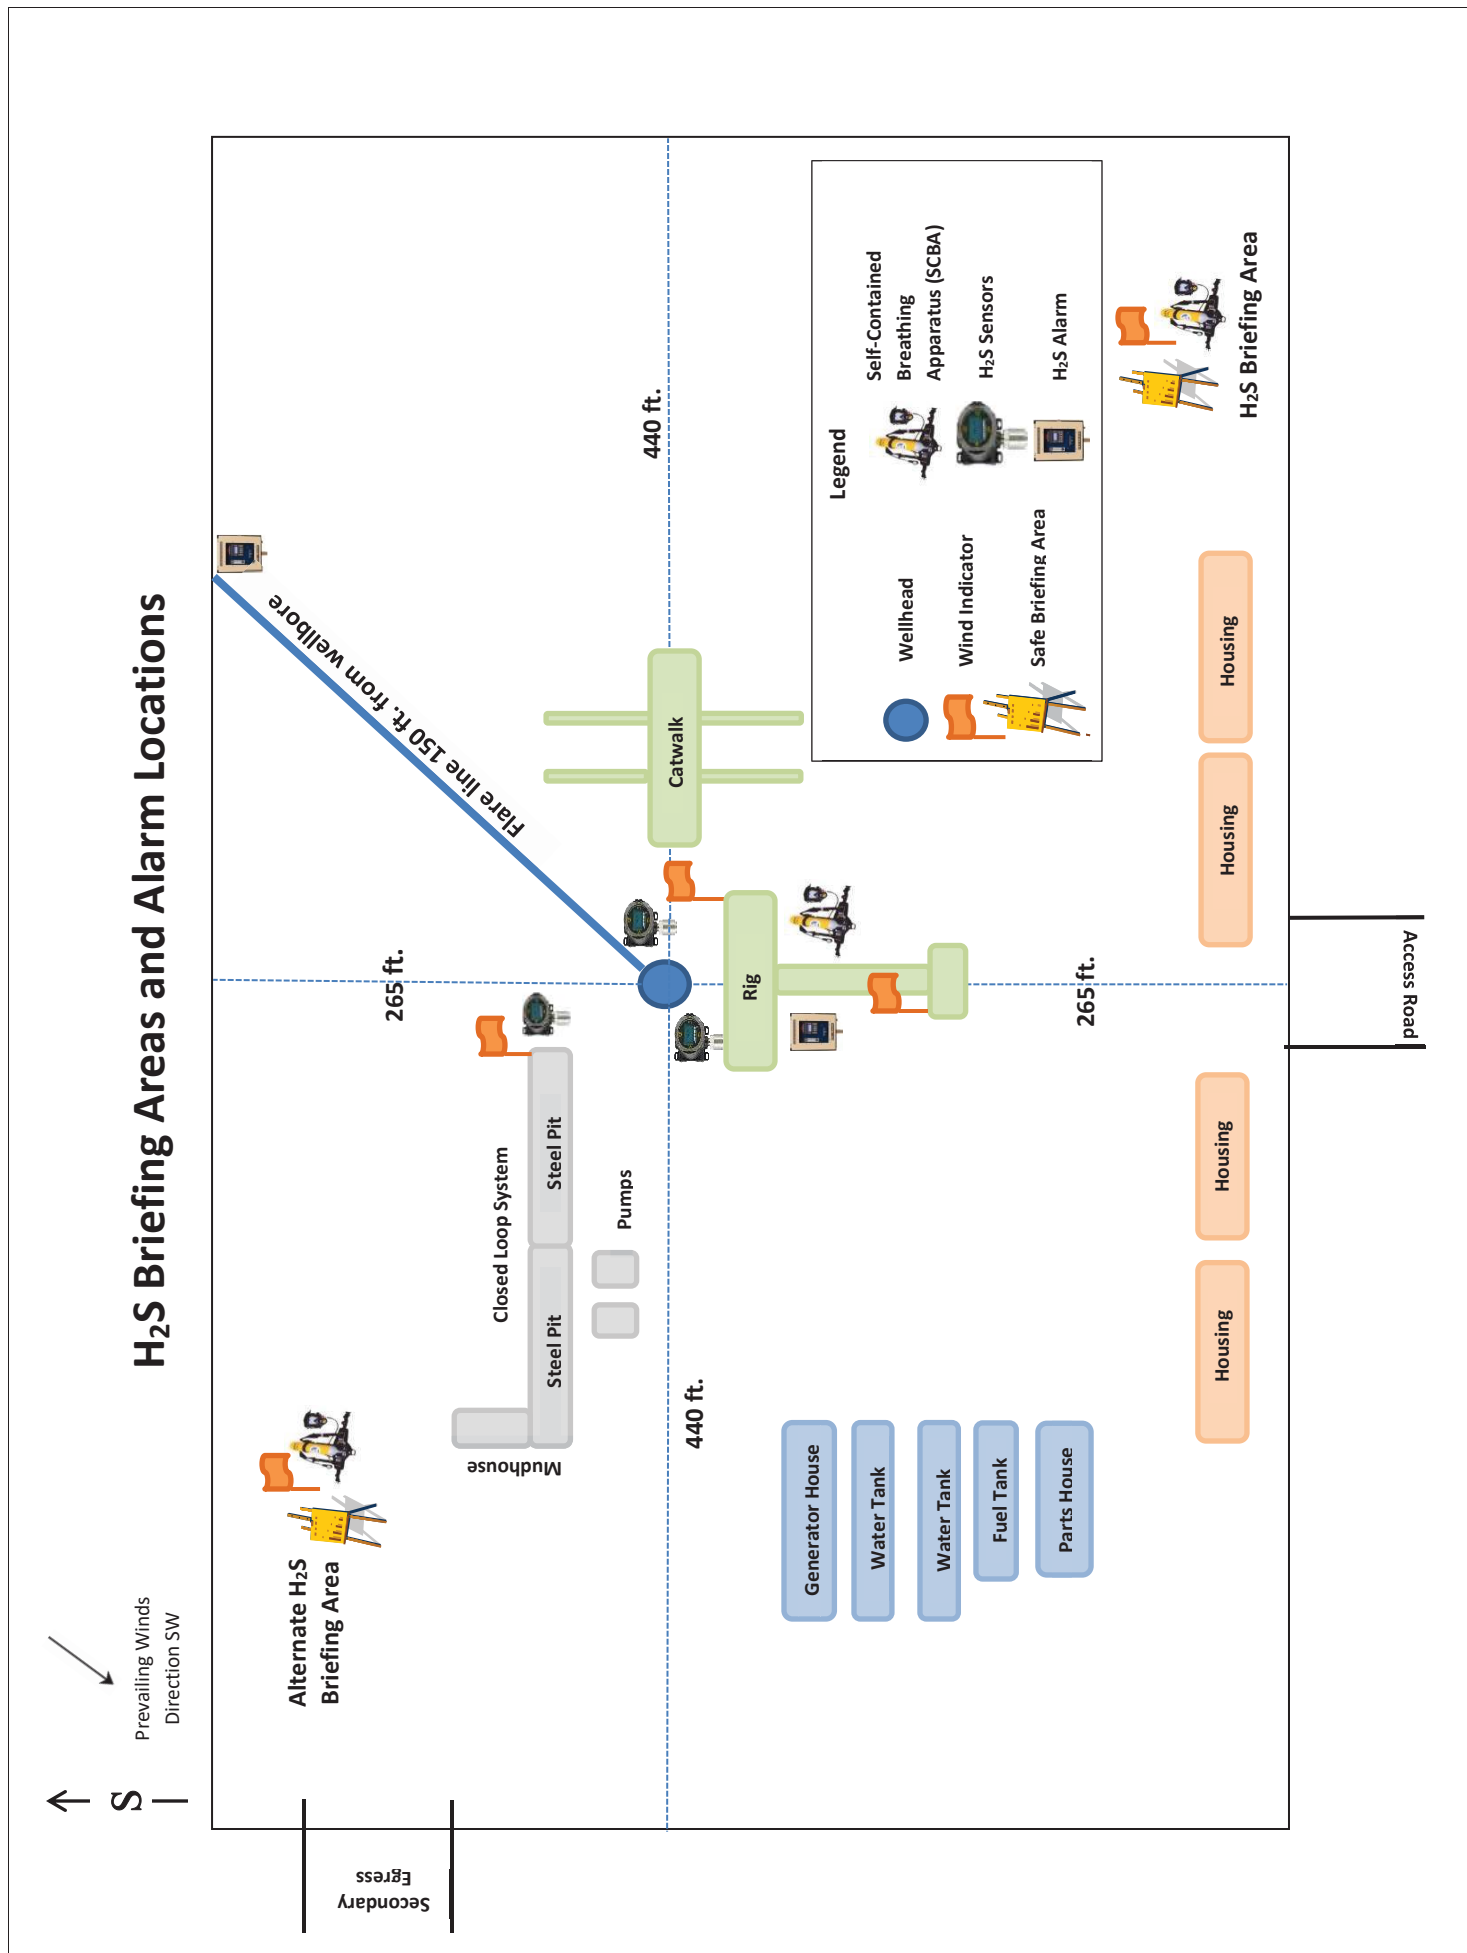 H₂S Briefing Areas and Alarm Locations
S
Prevailing Winds
Direction SW
Secondary
Egress
Alternate H₂S
Briefing Area
Mudhouse
Closed Loop System
Steel Pit
Steel Pit
Pumps
265 ft.
Flare line 150 ft. from wellbore
440 ft.
440 ft.
Catwalk
Rig
265 ft.
Generator House
Water Tank
Water Tank
Fuel Tank
Parts House
Legend
Wellhead
Wind Indicator
Safe Briefing Area
Self-Contained
Breathing
Apparatus (SCBA)
H₂S Sensors
H₂S Alarm
H₂S Briefing Area
Housing
Housing
Housing
Housing
Access Road